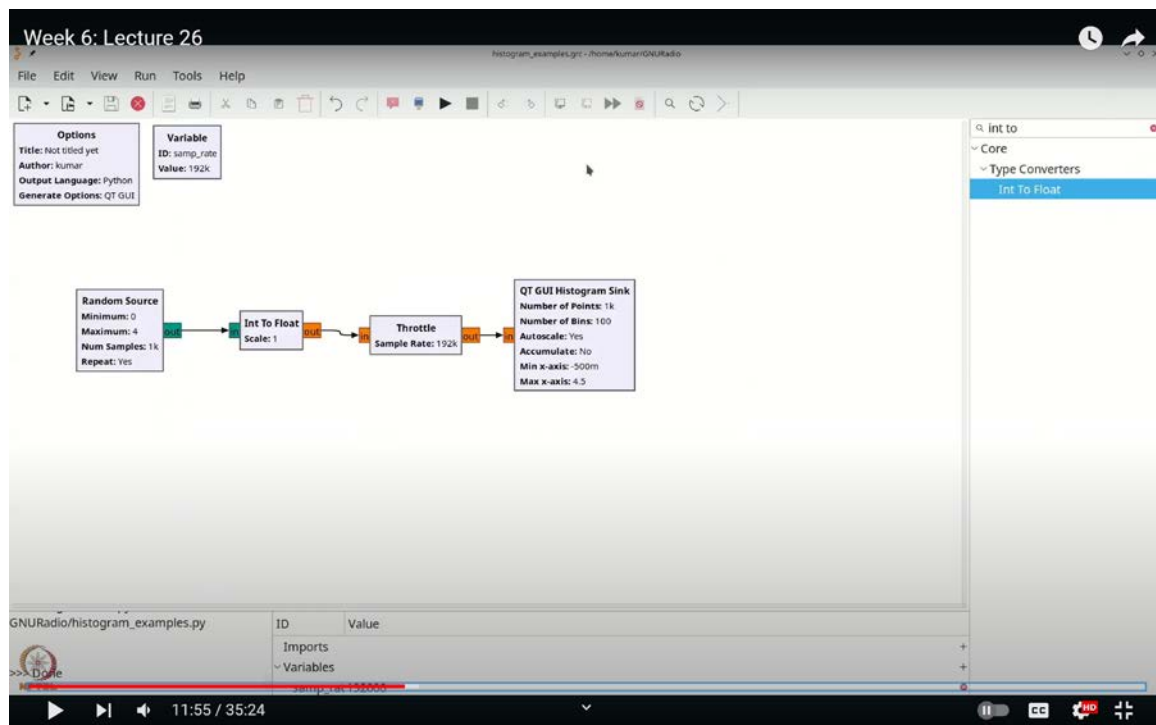 Week 6: Lecture 26
histogram_examples.grc - /home/kumar/GNURadio
File Edit View Run Tools Help
Options
Title: Not titled yet
Author: kumar
Output Language: Python
Generate Options: QT GUI
Variable
ID: samp_rate
Value: 192k
int to
Core
Type Converters
Int To Float
Random Source
Minimum: 0
Maximum: 4
Num Samples: 1k
Repeat: Yes
out
in
Int To Float
Scale: 1
out
in
Throttle
Sample Rate: 192k
out
in
QT GUI Histogram Sink
Number of Points: 1k
Number of Bins: 100
Autoscale: Yes
Accumulate: No
Min x-axis: -500m
Max x-axis: 4.5
GNURadio/histogram_examples.py
>>> Done
ID Value
Imports
Variables
11:55 / 35:24
CC
HD